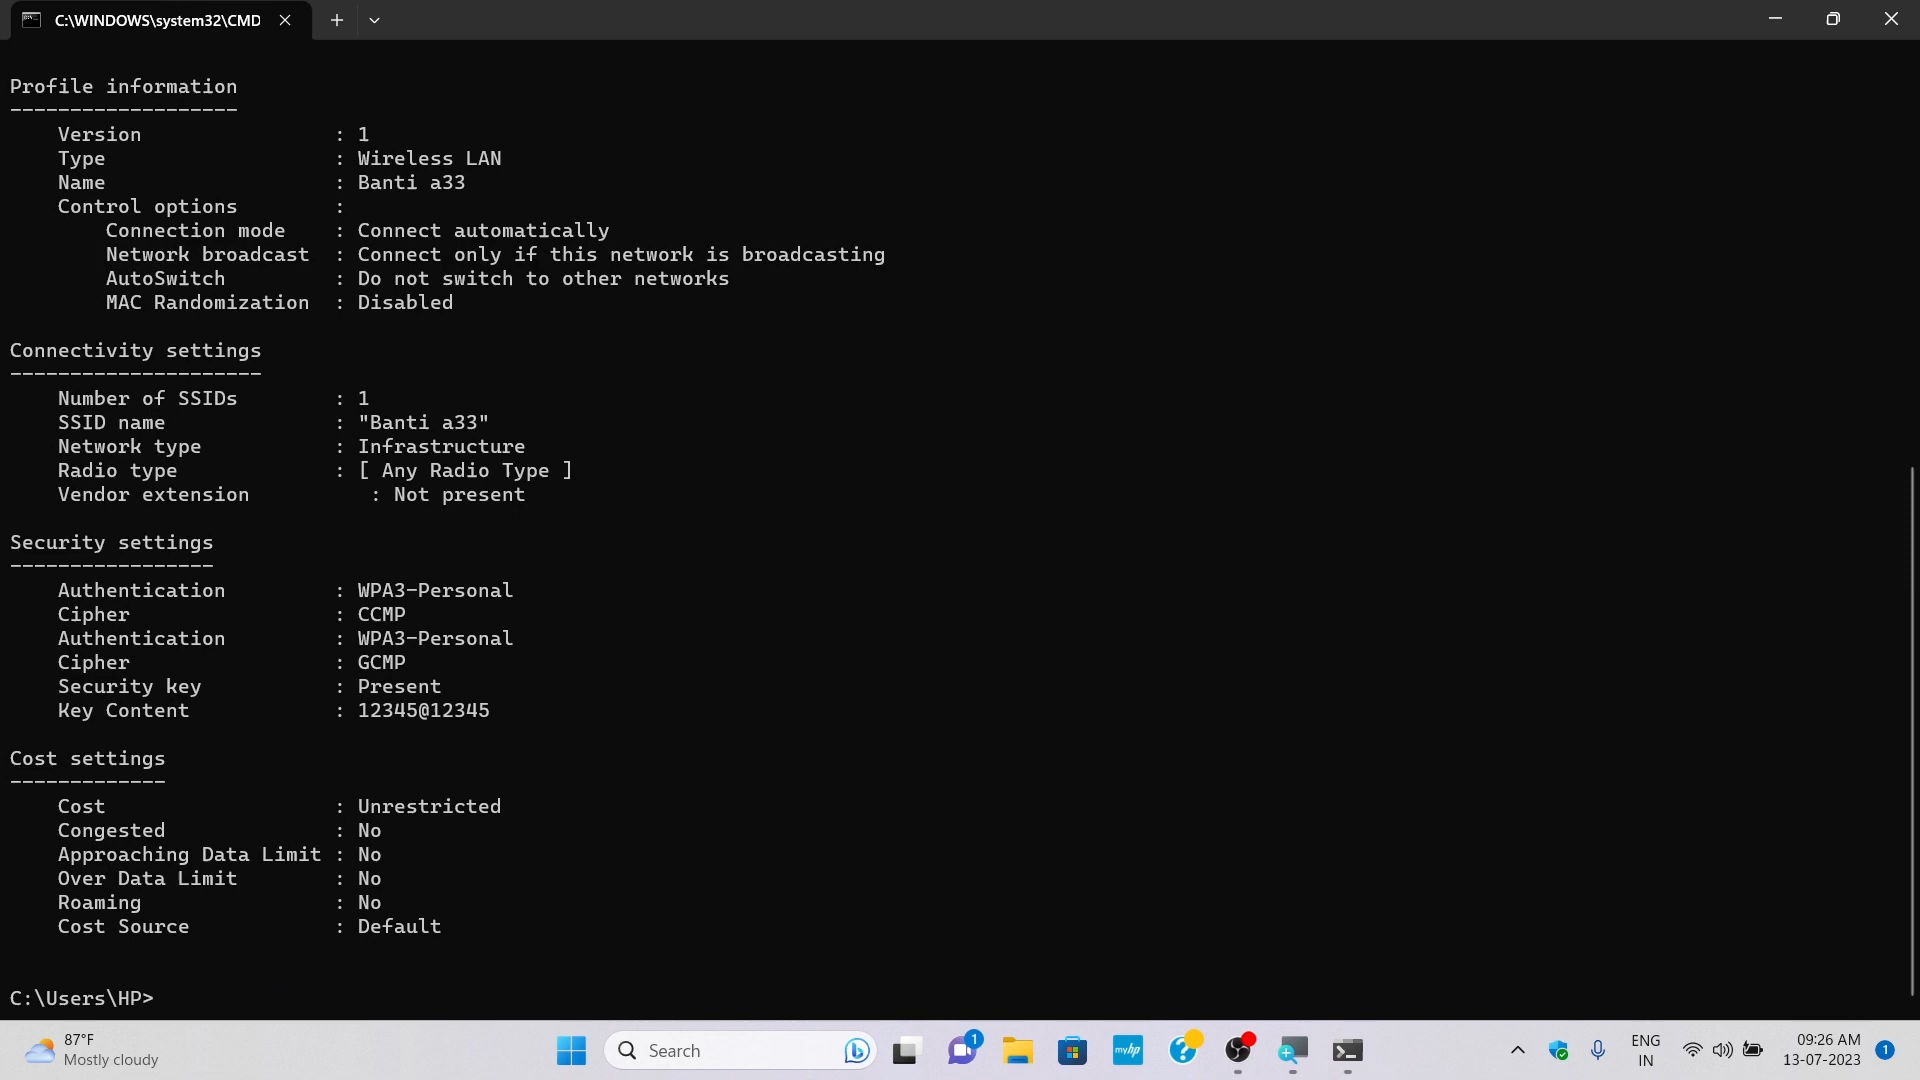 C:\WINDOWS\system32\CMD
Profile information
-------------------
Version : 1
Type : Wireless LAN
Name : Banti a33
Control options :
Connection mode : Connect automatically
Network broadcast : Connect only if this network is broadcasting
AutoSwitch : Do not switch to other networks
MAC Randomization : Disabled
Connectivity settings
---------------------
Number of SSIDs : 1
SSID name : "Banti a33"
Network type : Infrastructure
Radio type : [ Any Radio Type ]
Vendor extension : Not present
Security settings
-----------------
Authentication : WPA3-Personal
Cipher : CCMP
Authentication : WPA3-Personal
Cipher : GCMP
Security key : Present
Key Content : 12345@12345
Cost settings
-------------
Cost : Unrestricted
Congested : No
Approaching Data Limit : No
Over Data Limit : No
Roaming : No
Cost Source : Default
C:\Users\HP>
87°F
Mostly cloudy
Search
1
myhp
ENG
IN
09:26 AM
13-07-2023
1